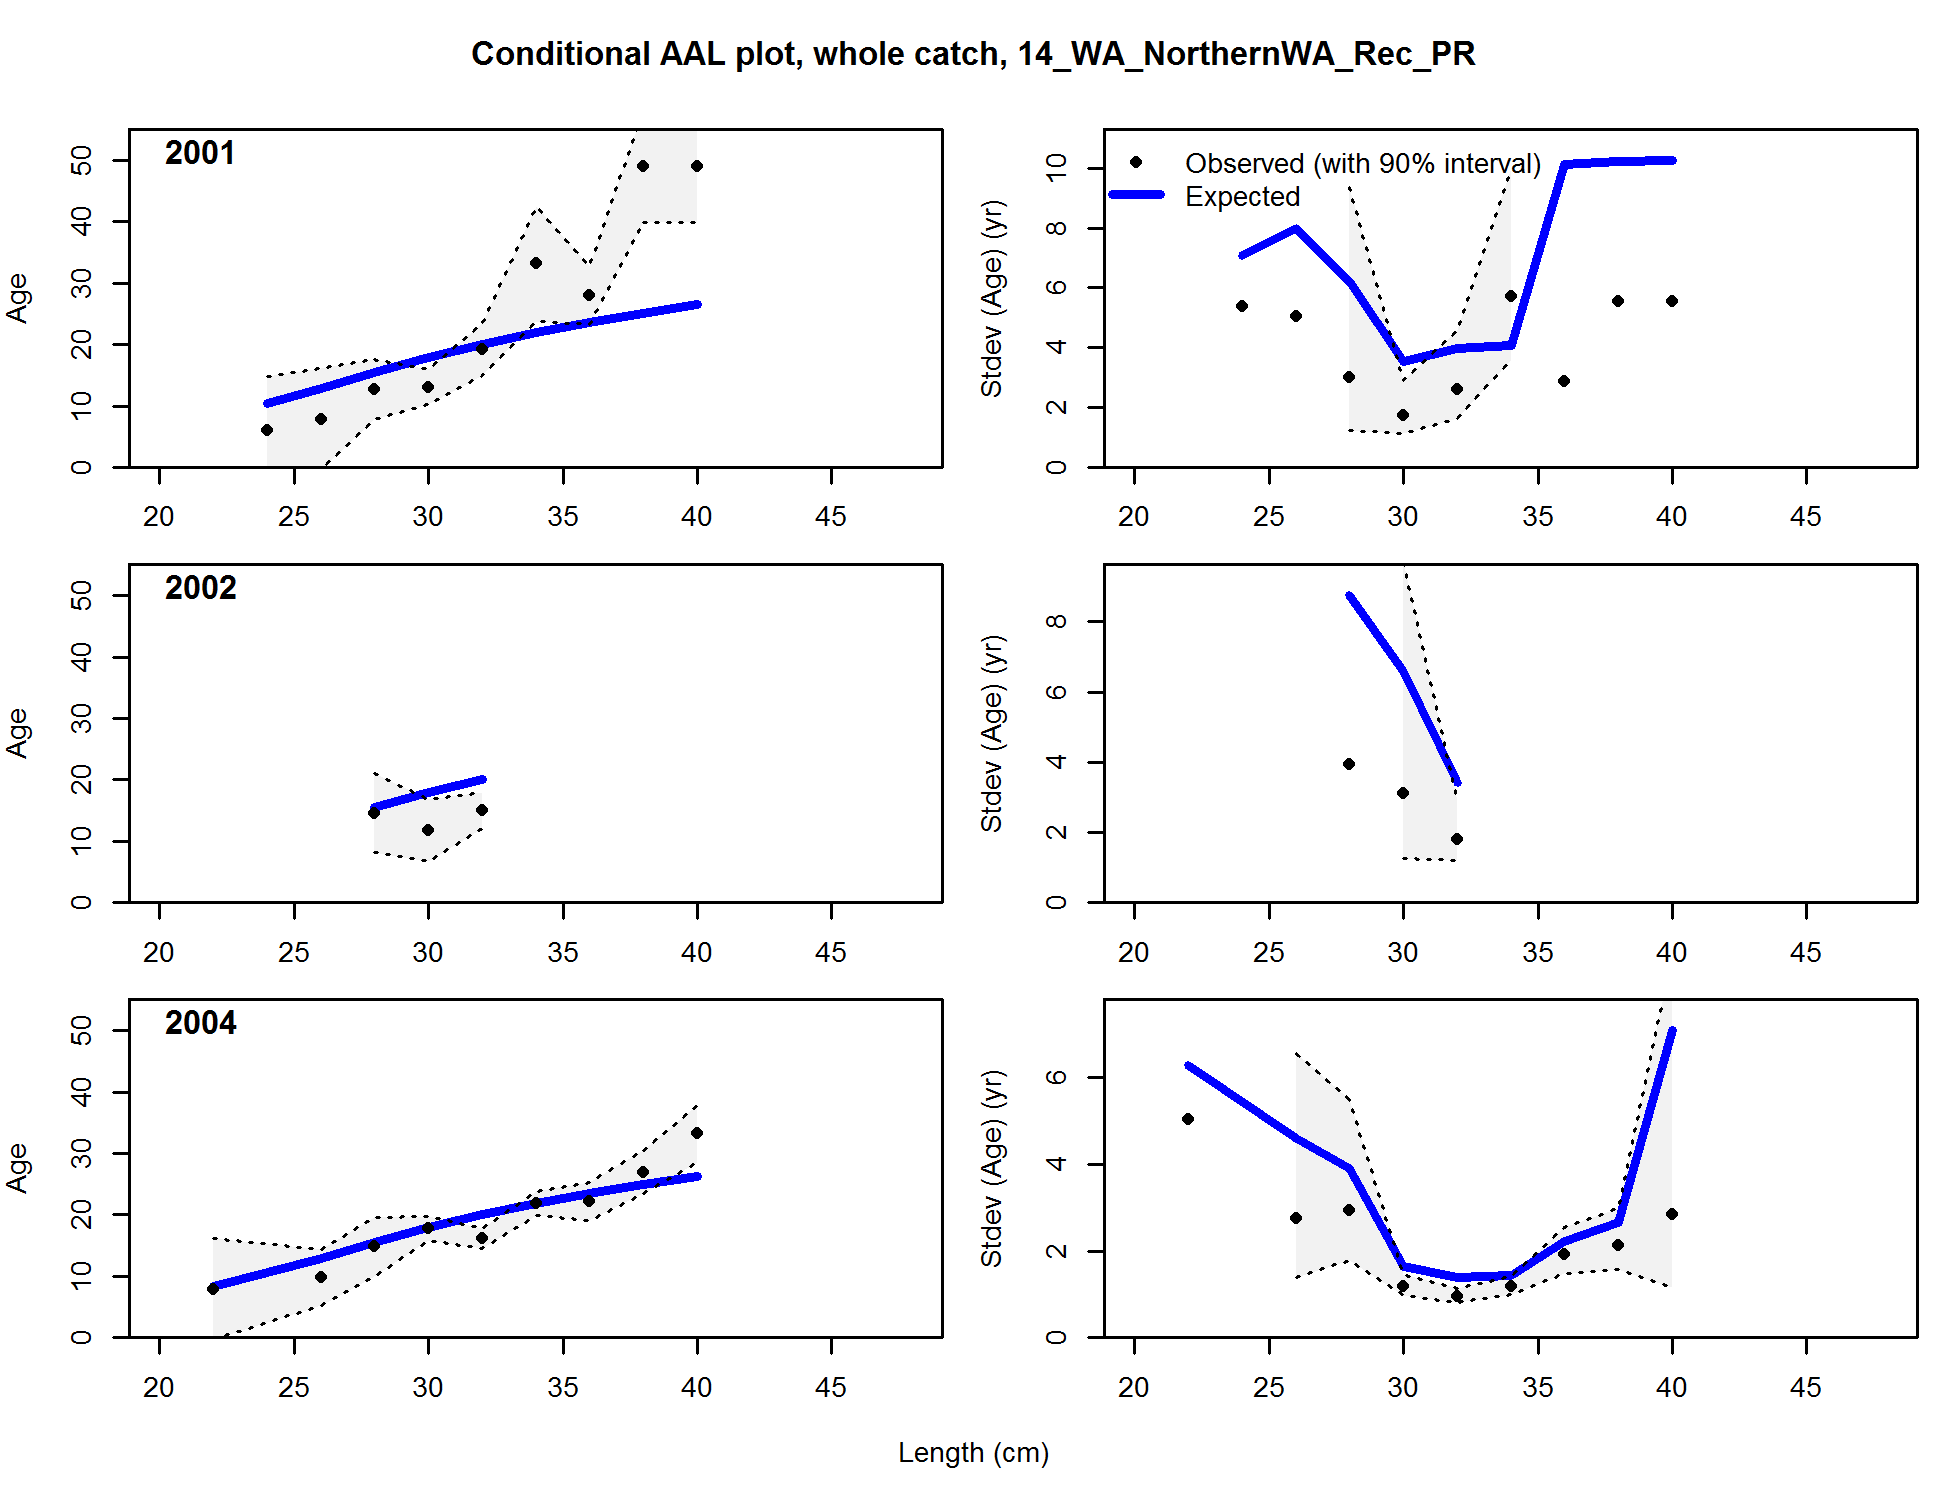 Conditional AAL plot, whole catch, 14_WA_NorthernWA_Rec_PR
2001
Age
0 10 20 30 40 50
20 25 30 35 40 45
Observed (with 90% interval)
Expected
Stdev (Age) (yr)
0 2 4 6 8 10
20 25 30 35 40 45
2002
Age
0 10 20 30 40 50
20 25 30 35 40 45
Stdev (Age) (yr)
0 2 4 6 8
20 25 30 35 40 45
2004
Age
0 10 20 30 40 50
20 25 30 35 40 45
Stdev (Age) (yr)
0 2 4 6
20 25 30 35 40 45
Length (cm)